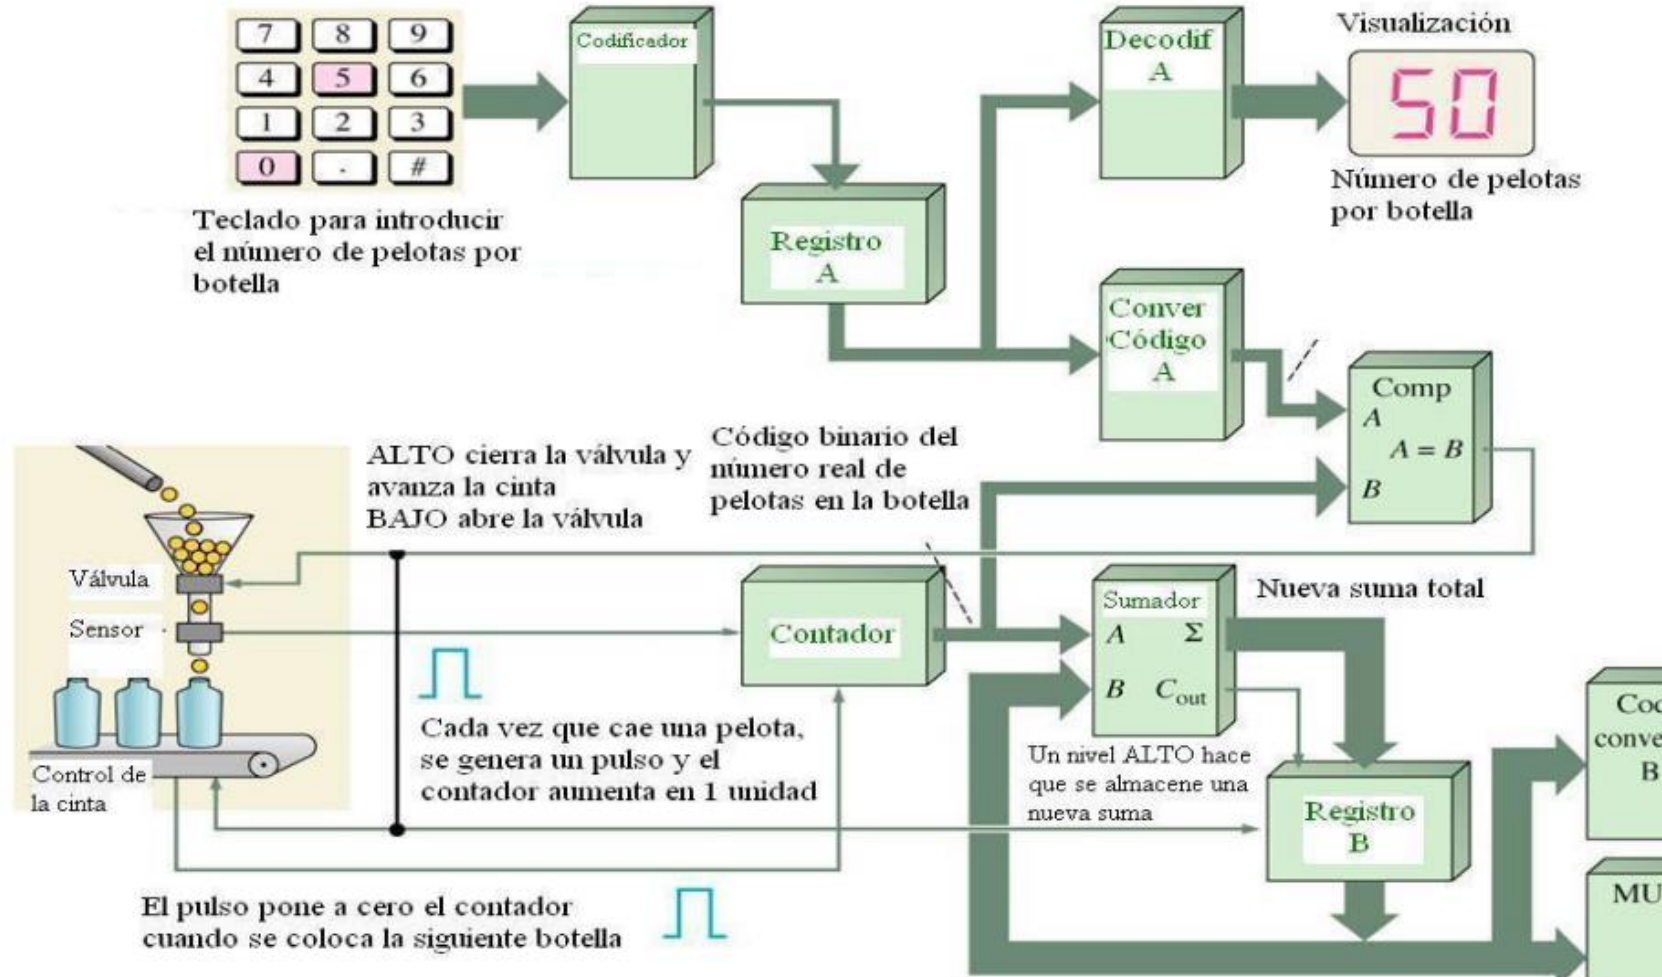 7 8 9
4 5 6
1 2 3
0 . #
Teclado para introducir
el número de pelotas por
botella
Codificador
Registro
A
Decodif
A
Visualización
50
Número de pelotas
por botella
Conver
Código
A
Comp
A
A = B
B
ALTO cierra la válvula y
avanza la cinta
BAJO abre la válvula
Código binario del
número real de
pelotas en la botella
Válvula
Sensor
Control de
la cinta
Cada vez que cae una pelota,
se genera un pulso y el
contador aumenta en 1 unidad
Contador
Sumador
A Σ
B Cout
Nueva suma total
Un nivel ALTO hace
que se almacene una
nueva suma
Registro
B
El pulso pone a cero el contador
cuando se coloca la siguiente botella
B